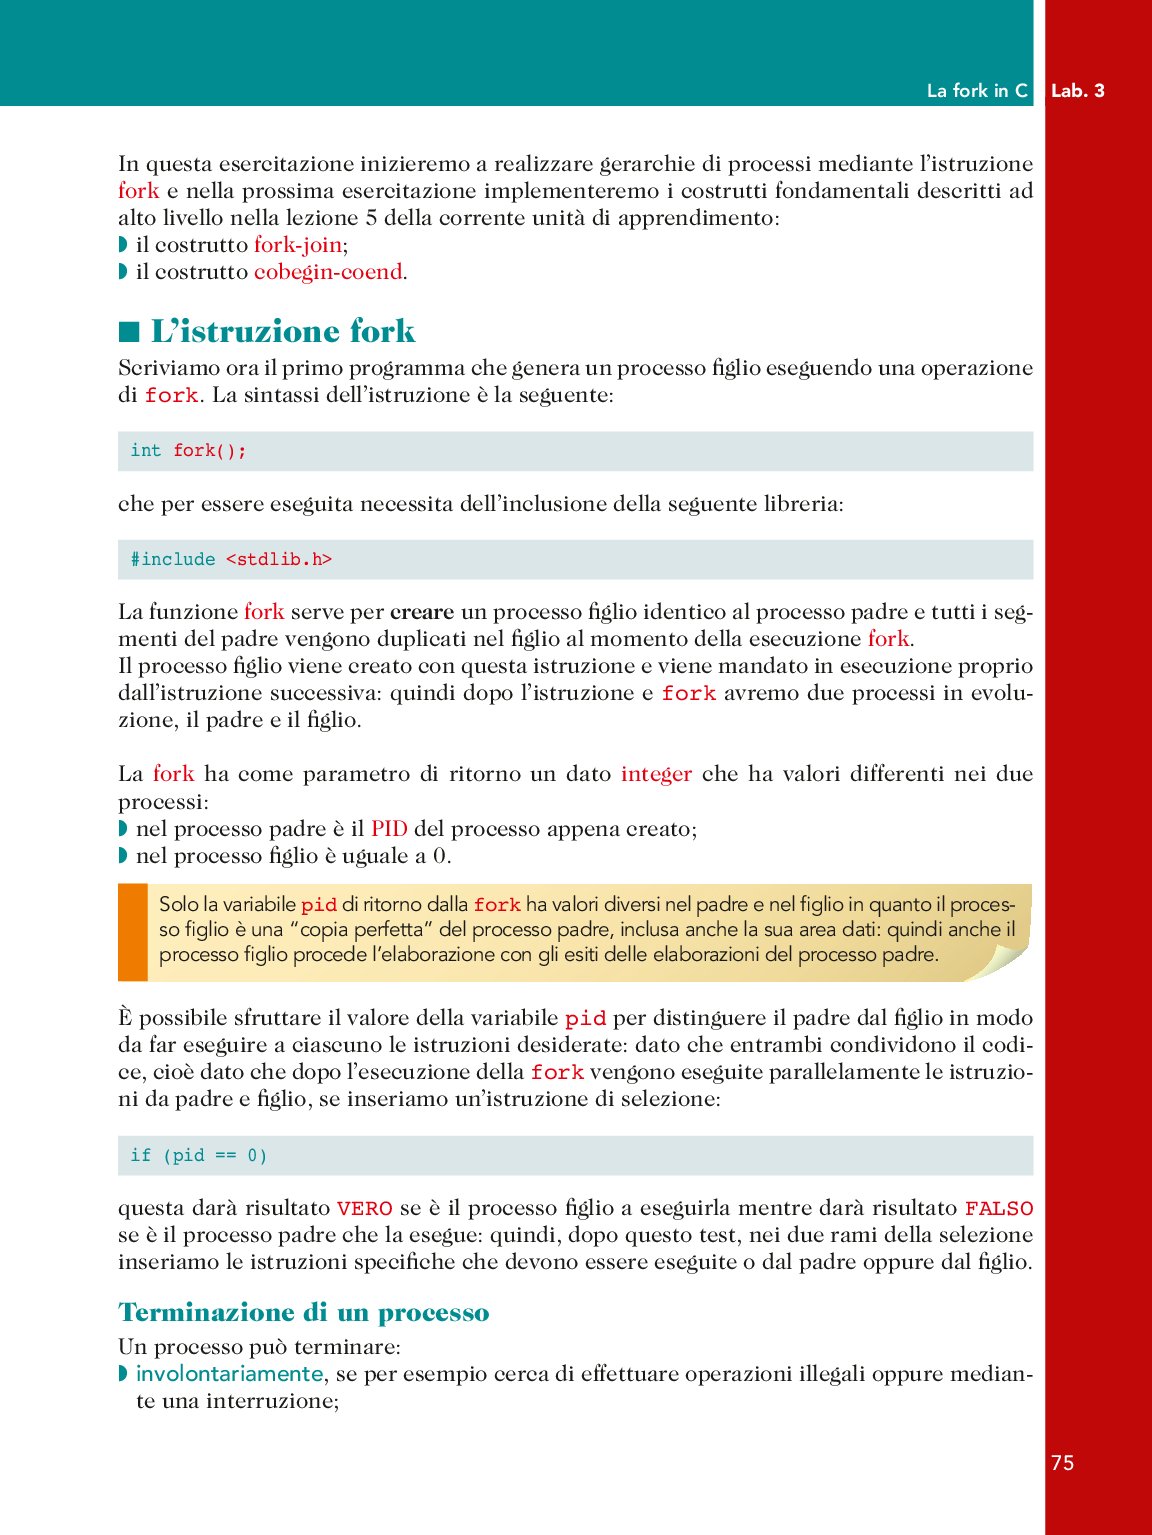 La fork in C Lab. 3
In questa esercitazione inizieremo a realizzare gerarchie di processi mediante l'istruzione
fork e nella prossima esercitazione implementeremo i costrutti fondamentali descritti ad
alto livello nella lezione 5 della corrente unità di apprendimento:
◗ il costrutto fork-join;
◗ il costrutto cobegin-coend.
■ L'istruzione fork
Scriviamo ora il primo programma che genera un processo figlio eseguendo una operazione
di fork. La sintassi dell'istruzione è la seguente:
int fork();
che per essere eseguita necessita dell'inclusione della seguente libreria:
#include <stdlib.h>
La funzione fork serve per creare un processo figlio identico al processo padre e tutti i seg-
menti del padre vengono duplicati nel figlio al momento della esecuzione fork.
Il processo figlio viene creato con questa istruzione e viene mandato in esecuzione proprio
dall'istruzione successiva: quindi dopo l'istruzione e fork avremo due processi in evolu-
zione, il padre e il figlio.
La fork ha come parametro di ritorno un dato integer che ha valori differenti nei due
processi:
◗ nel processo padre è il PID del processo appena creato;
◗ nel processo figlio è uguale a 0.
Solo la variabile pid di ritorno dalla fork ha valori diversi nel padre e nel figlio in quanto il proces-
so figlio è una "copia perfetta" del processo padre, inclusa anche la sua area dati: quindi anche il
processo figlio procede l'elaborazione con gli esiti delle elaborazioni del processo padre.
È possibile sfruttare il valore della variabile pid per distinguere il padre dal figlio in modo
da far eseguire a ciascuno le istruzioni desiderate: dato che entrambi condividono il codi-
ce, cioè dato che dopo l'esecuzione della fork vengono eseguite parallelamente le istruzio-
ni da padre e figlio, se inseriamo un'istruzione di selezione:
if (pid == 0)
questa darà risultato VERO se è il processo figlio a eseguirla mentre darà risultato FALSO
se è il processo padre che la esegue: quindi, dopo questo test, nei due rami della selezione
inseriamo le istruzioni specifiche che devono essere eseguite o dal padre oppure dal figlio.
Terminazione di un processo
Un processo può terminare:
◗ involontariamente, se per esempio cerca di effettuare operazioni illegali oppure median-
te una interruzione;
75